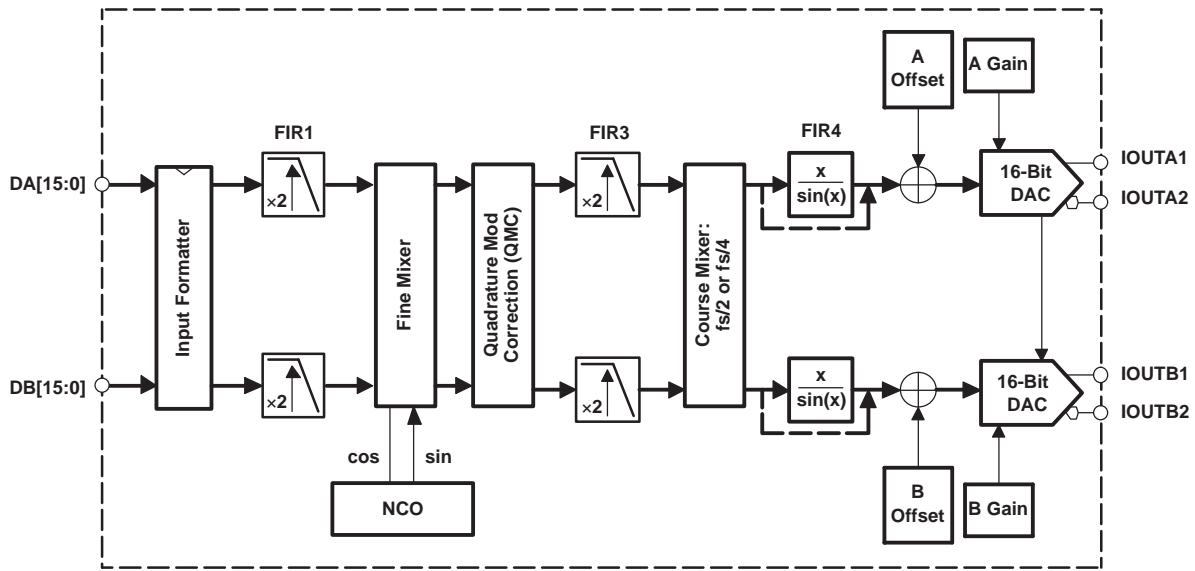 A
Offset
A Gain
FIR1
FIR3
FIR4
DA[15:0]
×2
×2
x
sin(x)
16-Bit
DAC
IOUTA1
IOUTA2
Input Formatter
Fine Mixer
Quadrature Mod
Correction (QMC)
Course Mixer:
fs/2 or fs/4
DB[15:0]
×2
×2
x
sin(x)
16-Bit
DAC
IOUTB1
IOUTB2
cos
sin
NCO
B
Offset
B Gain